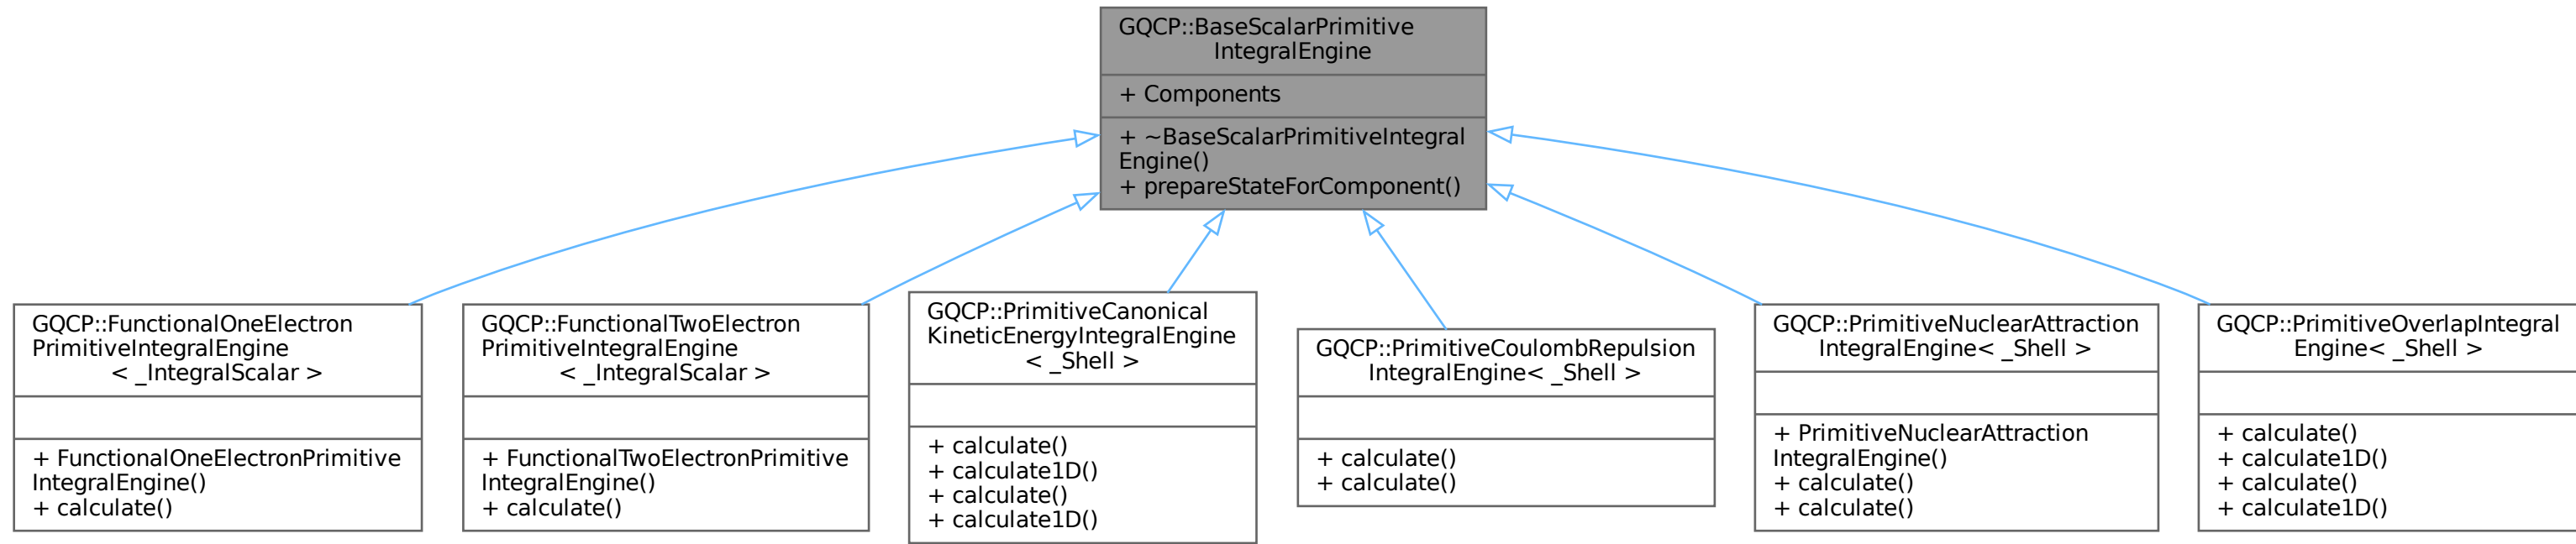 GQCP::BaseScalarPrimitive
IntegralEngine
+ Components
+ ~BaseScalarPrimitiveIntegral
Engine()
+ prepareStateForComponent()
GQCP::FunctionalOneElectron
PrimitiveIntegralEngine
< _IntegralScalar >
+ FunctionalOneElectronPrimitive
IntegralEngine()
+ calculate()
GQCP::FunctionalTwoElectron
PrimitiveIntegralEngine
< _IntegralScalar >
+ FunctionalTwoElectronPrimitive
IntegralEngine()
+ calculate()
GQCP::PrimitiveCanonical
KineticEnergyIntegralEngine
< _Shell >
+ calculate()
+ calculate1D()
+ calculate()
+ calculate1D()
GQCP::PrimitiveCoulombRepulsion
IntegralEngine< _Shell >
+ calculate()
+ calculate()
GQCP::PrimitiveNuclearAttraction
IntegralEngine< _Shell >
+ PrimitiveNuclearAttraction
IntegralEngine()
+ calculate()
+ calculate()
GQCP::PrimitiveOverlapIntegral
Engine< _Shell >
+ calculate()
+ calculate1D()
+ calculate()
+ calculate1D()